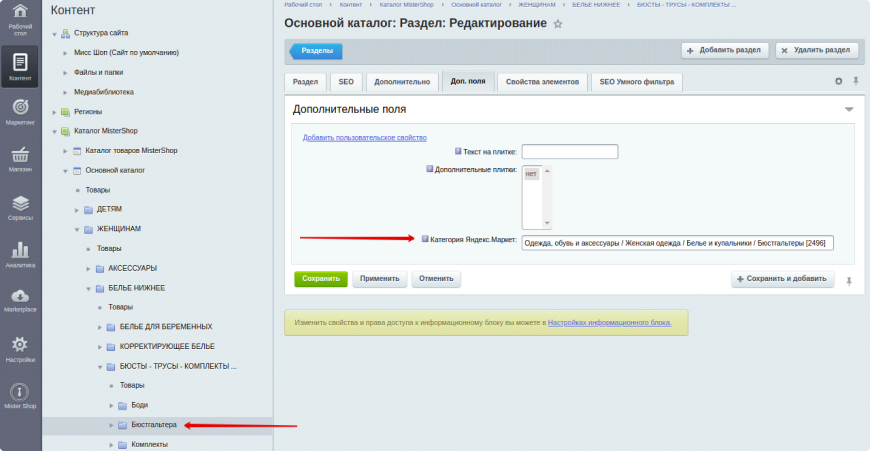 Рабочий стол
Контент
Маркетинг
Магазин
Сервисы
Аналитика
Marketplace
Настройки
Mister Shop
Контент
Структура сайта
Мисс Шоп (Сайт по умолчанию)
Файлы и папки
Медиабиблиотека
Регионы
Каталог MisterShop
Каталог товаров MisterShop
Основной каталог
Товары
ДЕТЯМ
ЖЕНЩИНАМ
Товары
АКСЕССУАРЫ
БЕЛЬЕ НИЖНЕЕ
Товары
БЕЛЬЕ ДЛЯ БЕРЕМЕННЫХ
КОРРЕКТИРУЮЩЕЕ БЕЛЬЕ
БЮСТЫ - ТРУСЫ - КОМПЛЕКТЫ ...
Товары
Боди
Бюстгальтера
Комплекты
Рабочий стол › Контент › Каталог MisterShop › Основной каталог › ЖЕНЩИНАМ › БЕЛЬЕ НИЖНЕЕ › БЮСТЫ - ТРУСЫ - КОМПЛЕКТЫ ...
Основной каталог: Раздел: Редактирование
Разделы
Добавить раздел
Удалить раздел
Раздел SEO Дополнительно Доп. поля Свойства элементов SEO Умного фильтра
Дополнительные поля
Добавить пользовательское свойство
Текст на плитке:
Дополнительные плитки: нет
Категория Яндекс.Маркет: Одежда, обувь и аксессуары / Женская одежда / Белье и купальники / Бюстгальтеры [2496]
Сохранить Применить Отменить Сохранить и добавить
Изменить свойства и права доступа к информационному блоку вы можете в Настройках информационного блока.